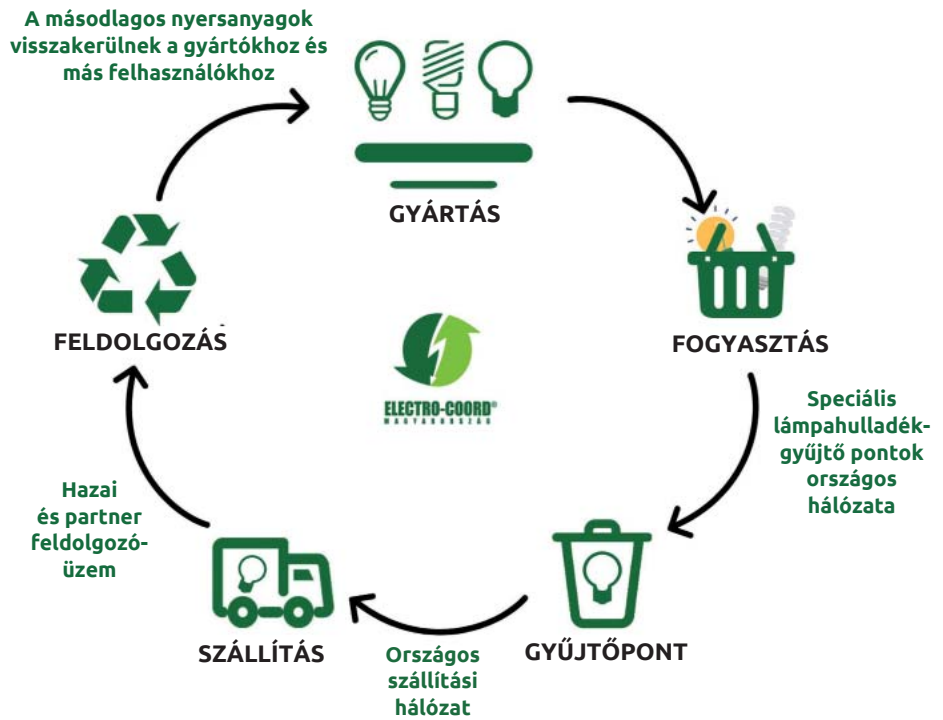 A másodlagos nyersanyagok
visszakerülnek a gyártókhoz és
más felhasználókhoz
GYÁRTÁS
FELDOLGOZÁS
FOGYASZTÁS
ELECTRO-COORD®
MAGYARORSZÁG
Speciális
lámpahulladék-
gyűjtő pontok
országos
hálózata
Hazai
és partner
feldolgozó-
üzem
SZÁLLÍTÁS
Országos
szállítási
hálózat
GYŰJTŐPONT